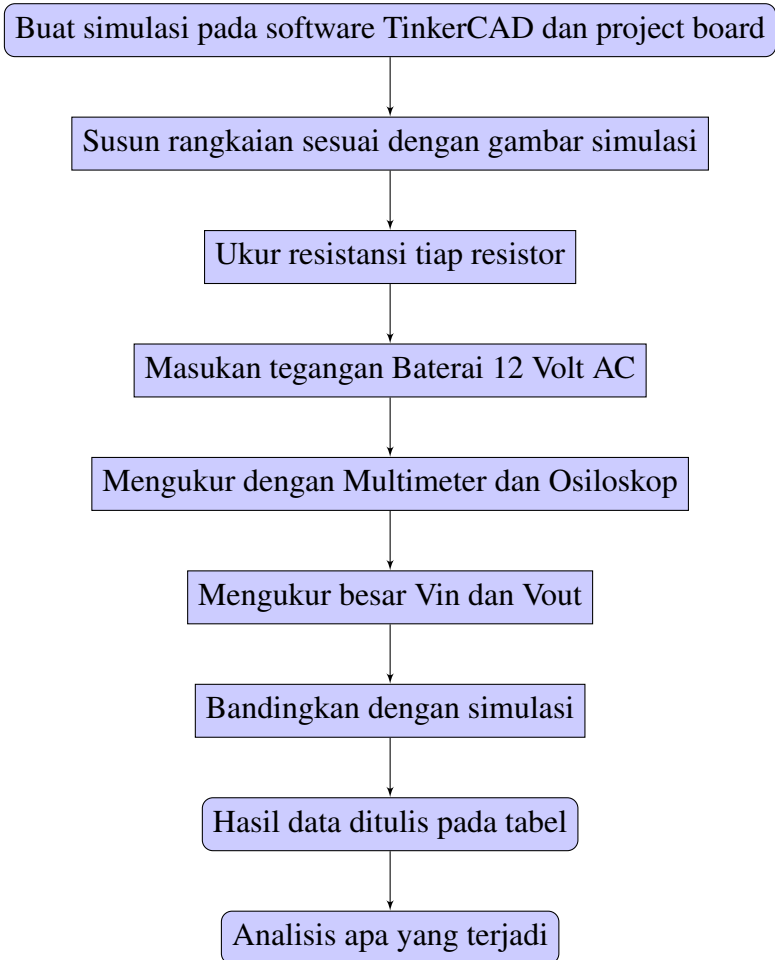 Buat simulasi pada software TinkerCAD dan project board
Susun rangkaian sesuai dengan gambar simulasi
Ukur resistansi tiap resistor
Masukan tegangan Baterai 12 Volt AC
Mengukur dengan Multimeter dan Osiloskop
Mengukur besar Vin dan Vout
Bandingkan dengan simulasi
Hasil data ditulis pada tabel
Analisis apa yang terjadi